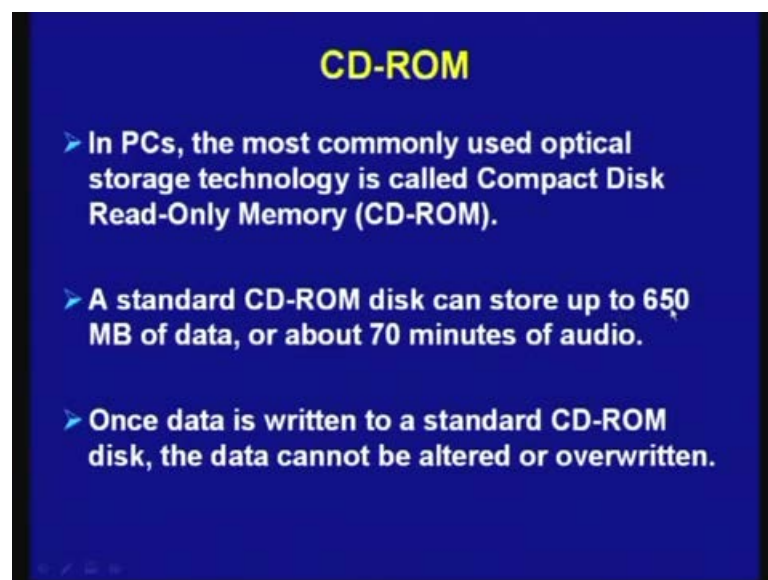 CD-ROM
In PCs, the most commonly used optical
storage technology is called Compact Disk
Read-Only Memory (CD-ROM).
A standard CD-ROM disk can store up to 650
MB of data, or about 70 minutes of audio.
Once data is written to a standard CD-ROM
disk, the data cannot be altered or overwritten.